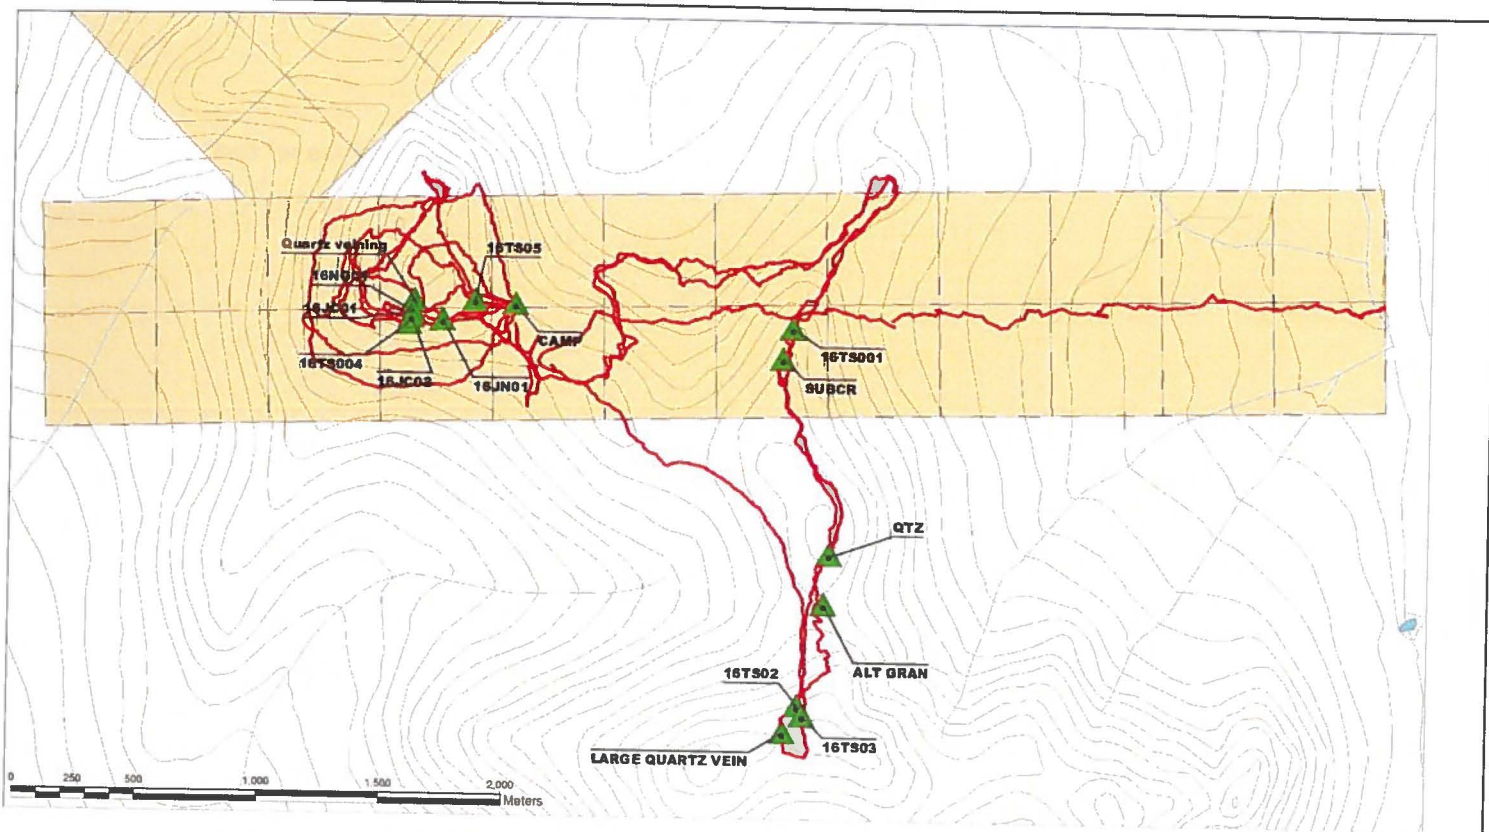 Quartz veining
16TS05
CAMP
16TS004
16JC02
16JN01
16TS001
SUBCR
QTZ
ALT GRAN
16TS02
16TS03
LARGE QUARTZ VEIN
0 250 500 1,000 1,500 2,000
Meters